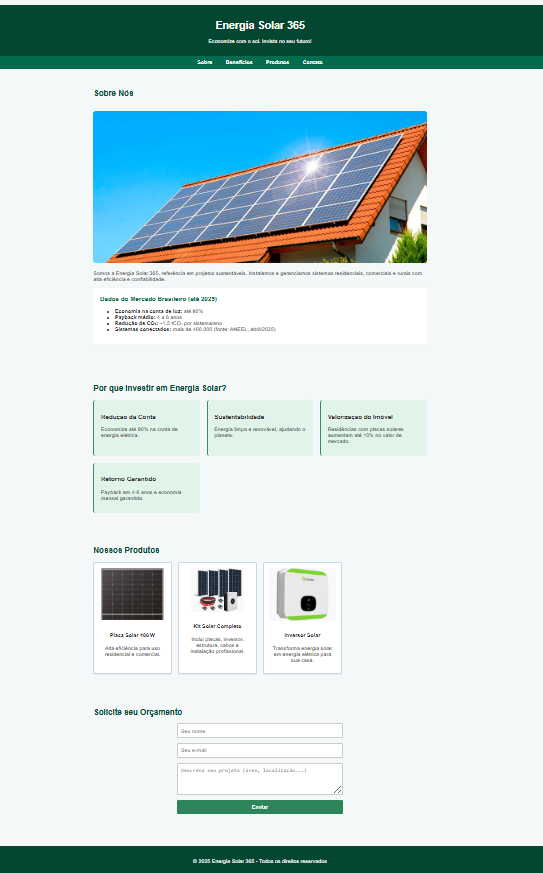 Energia Solar 365
Economize com o sol. Invista no seu futuro!
Sobre Benefícios Produtos Contato
Sobre Nós
Somos a Energia Solar 365, referência em projetos sustentáveis. Instalamos e gerenciamos sistemas residenciais, comerciais e rurais com
alta eficiência e confiabilidade.
Dados do Mercado Brasileiro (até 2025)
Economia na conta de luz: até 90%
Payback médio: 4 a 6 anos
Redução de CO₂: ~1,5 tCO₂ por sistema/ano
Sistemas conectados: mais de 400.000 (fonte: ANEEL, abril/2025)
Por que Investir em Energia Solar?
Redução da Conta
Economize até 90% na conta de
energia elétrica.
Sustentabilidade
Energia limpa e renovável, ajudando o
planeta.
Valorização do Imóvel
Residências com placas solares
aumentam até 10% no valor de
mercado.
Retorno Garantido
Payback em 4-6 anos e economia
mensal garantida.
Nossos Produtos
Placa Solar 400W
Alta eficiência para uso
residencial e comercial.
Kit Solar Completo
Inclui placas, inversor,
estrutura, cabos e
instalação profissional.
Inversor Solar
Transforma energia solar
em energia elétrica para
sua casa.
Solicite seu Orçamento
Seu nome
Seu e-mail
Descreva seu projeto (área, localização...)
Enviar
© 2025 Energia Solar 365 - Todos os direitos reservados